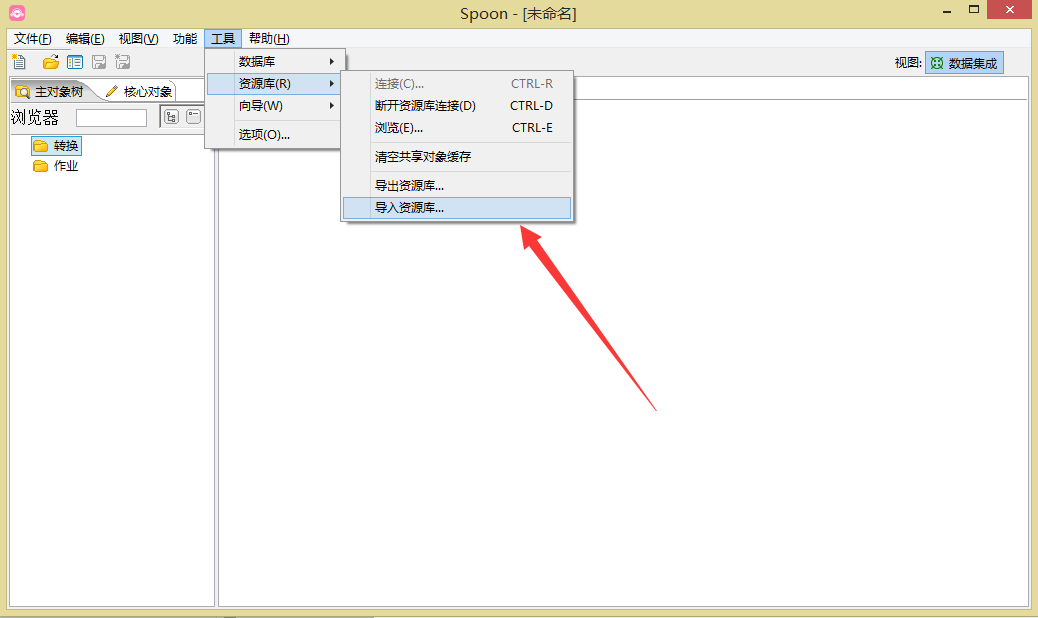 Spoon - [未命名]
文件(F) 编辑(E) 视图(V) 功能 工具 帮助(H)
视图: 数据集成
主对象树 核心对象
浏览器
转换
作业
数据库
资源库(R)
向导(W)
选项(O)...
连接(C)... CTRL-R
断开资源库连接(D) CTRL-D
浏览(E)... CTRL-E
清空共享对象缓存
导出资源库...
导入资源库...